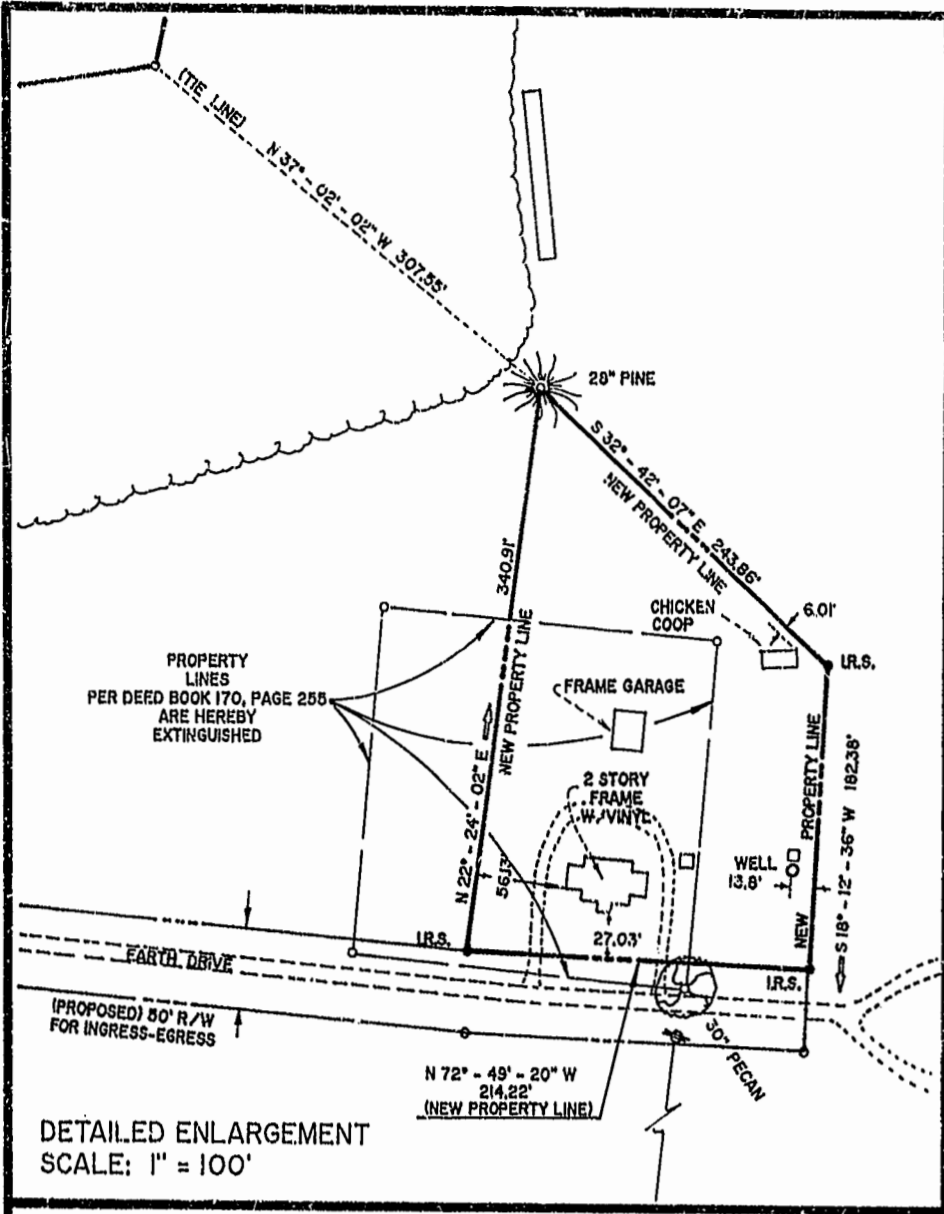 (TIE LINE)
N 37° - 02' - 02" W 307.55'
28" PINE
S 32° - 42' - 07" E 243.86'
NEW PROPERTY LINE
340.91'
CHICKEN
COOP
6.01'
I.R.S.
PROPERTY
LINES
PER DEED BOOK 170, PAGE 255
ARE HEREBY
EXTINGUISHED
FRAME GARAGE
NEW PROPERTY LINE
N 22° - 24' - 02" E
2 STORY
FRAME
W/VINYL
56.13'
WELL
13.8'
NEW PROPERTY LINE
S 18° - 12' - 36" W 182.38'
27.03'
I.R.S.
I.R.S.
EARTH DRIVE
(PROPOSED) 50' R/W
FOR INGRESS-EGRESS
30" PECAN
N 72° - 49' - 20" W
214.22'
(NEW PROPERTY LINE)
DETAILED ENLARGEMENT
SCALE: 1" = 100'